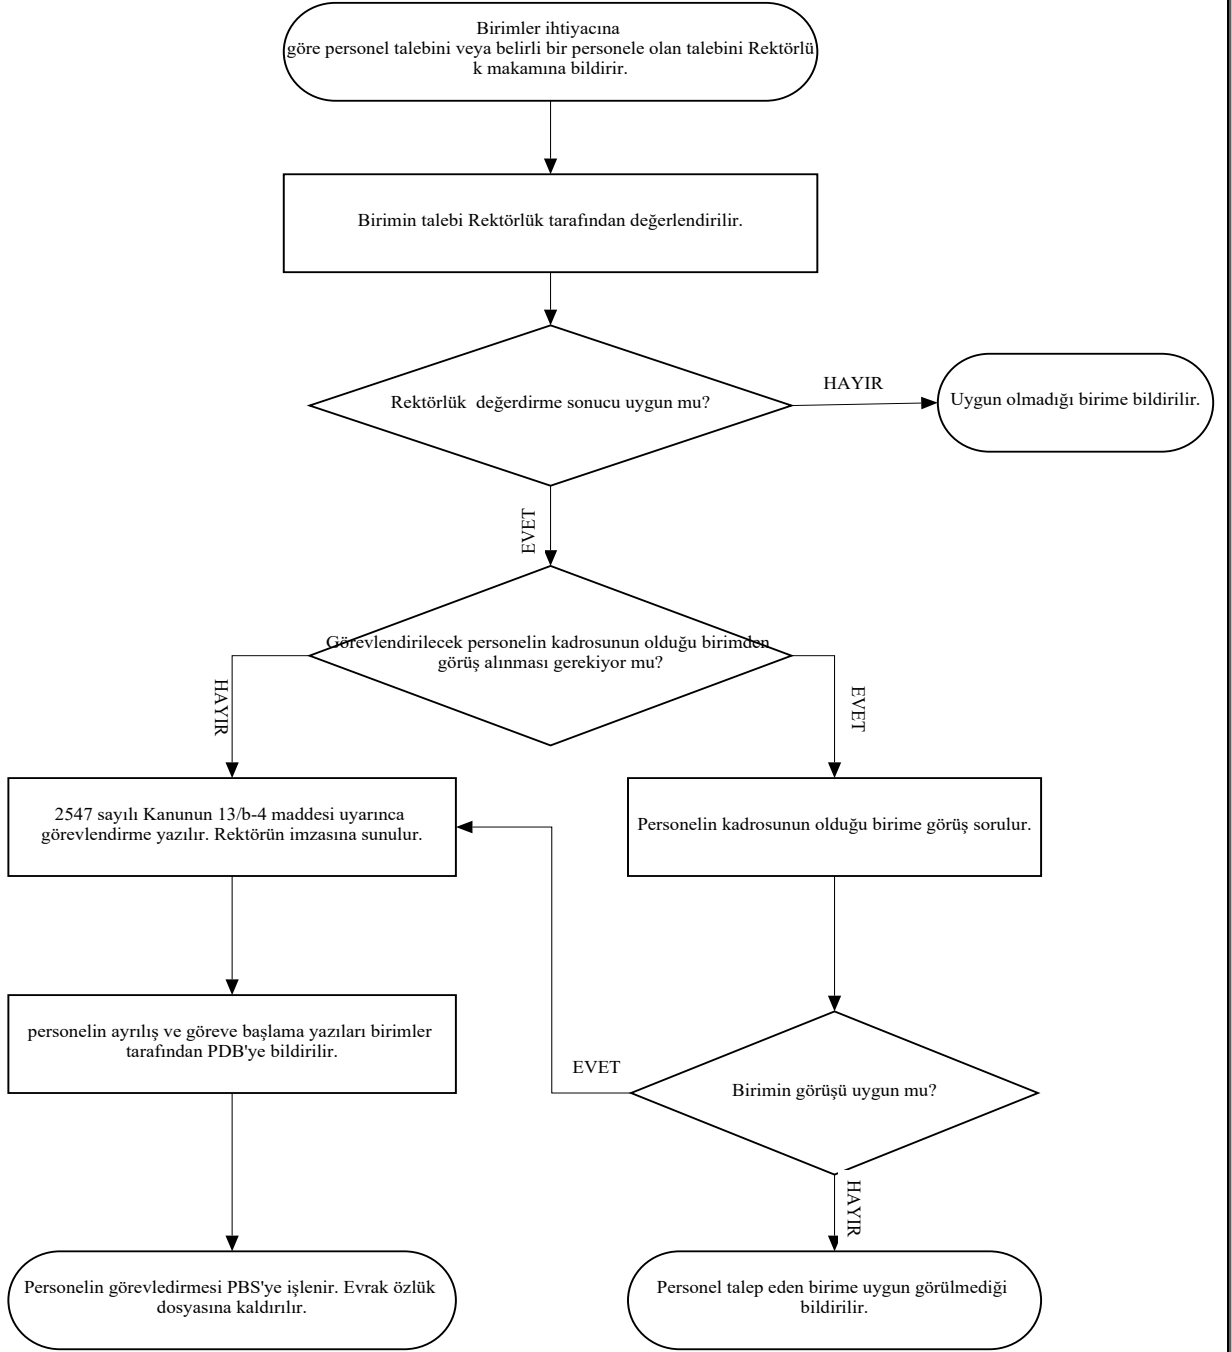 Birimler ihtiyacına
göre personel talebini veya belirli bir personele olan talebini Rektörlü
k makamına bildirir.
Birimin talebi Rektörlük tarafından değerlendirilir.
Rektörlük  değerdirme sonucu uygun mu?
HAYIR
Uygun olmadığı birime bildirilir.
EVET
Görevlendirilecek personelin kadrosunun olduğu birimden
görüş alınması gerekiyor mu?
HAYIR
EVET
2547 sayılı Kanunun 13/b-4 maddesi uyarınca
görevlendirme yazılır. Rektörün imzasına sunulur.
Personelin kadrosunun olduğu birime görüş sorulur.
personelin ayrılış ve göreve başlama yazıları birimler
tarafından PDB'ye bildirilir.
EVET
Birimin görüşü uygun mu?
HAYIR
Personelin görevledirmesi PBS'ye işlenir. Evrak özlük
dosyasına kaldırılır.
Personel talep eden birime uygun görülmediği
bildirilir.